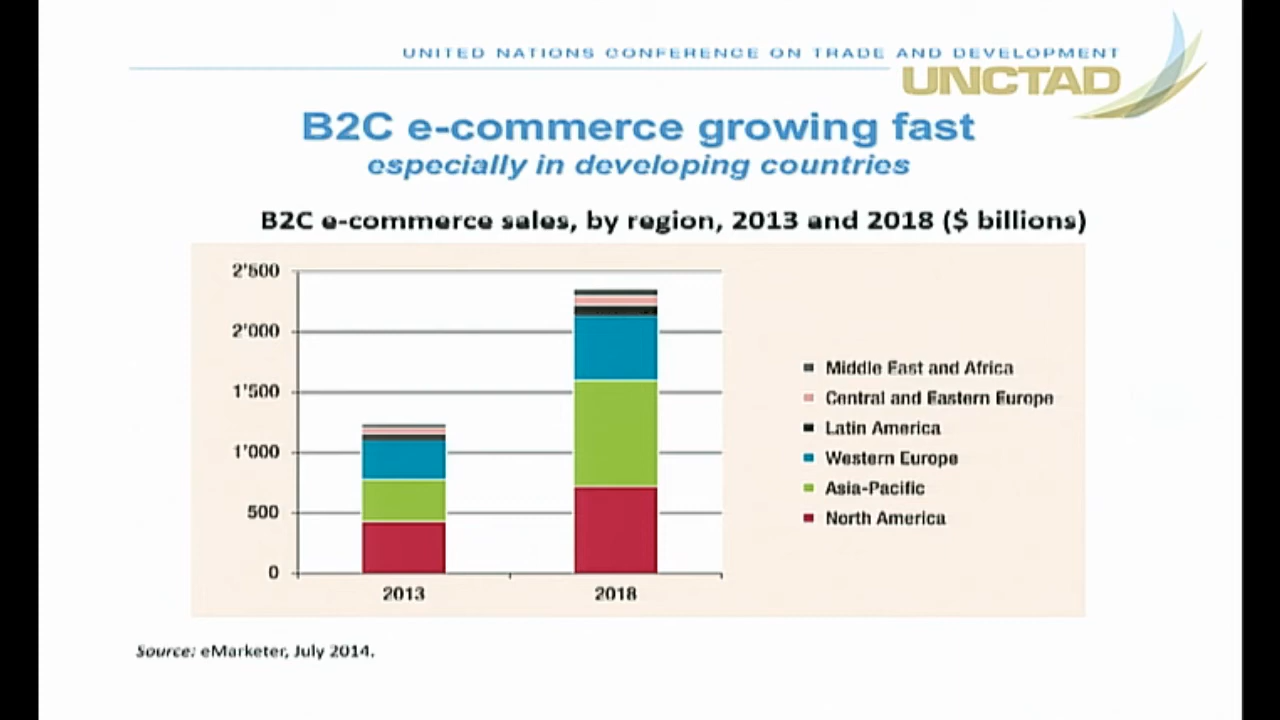 UNITED NATIONS CONFERENCE ON TRADE AND DEVELOPMENT
UNCTAD
B2C e-commerce growing fast
especially in developing countries
B2C e-commerce sales, by region, 2013 and 2018 ($ billions)
2'500
2'000
1'500
1'000
500
0
2013
2018
Middle East and Africa
Central and Eastern Europe
Latin America
Western Europe
Asia-Pacific
North America
Source: eMarketer, July 2014.